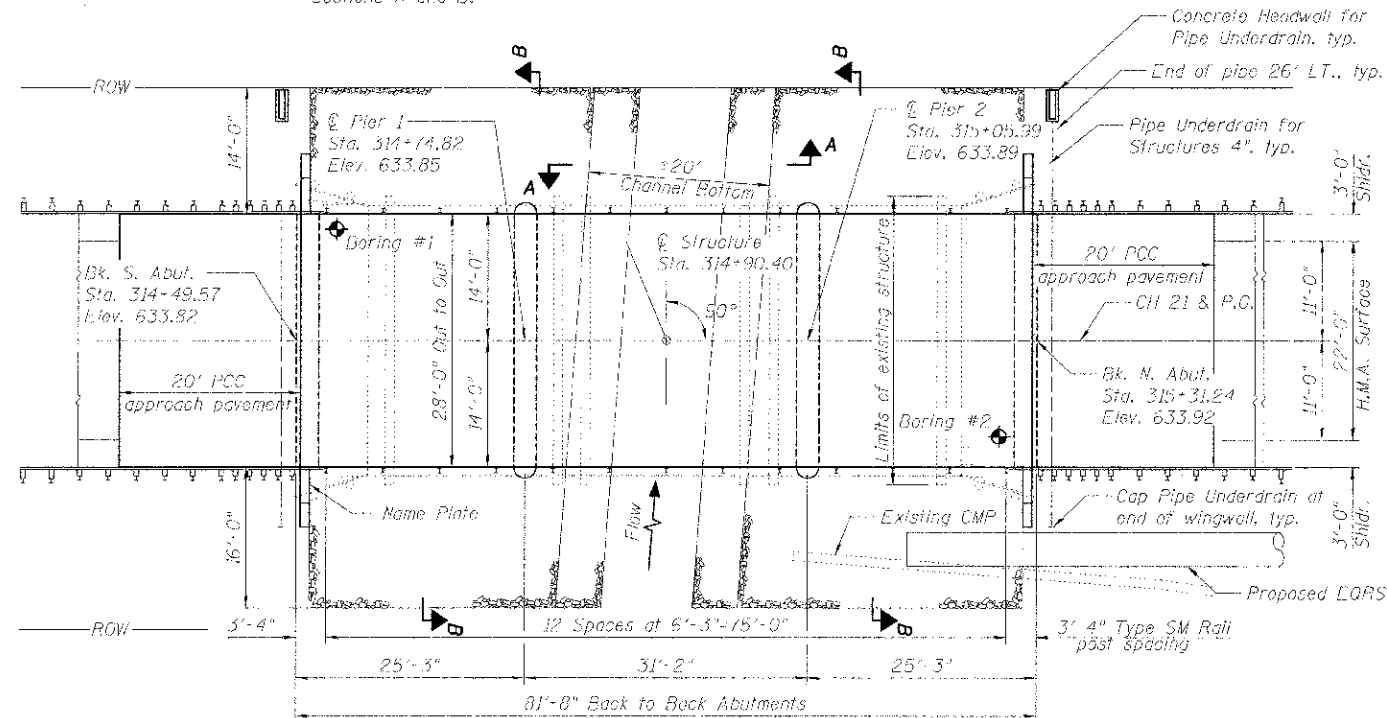 Concrete Headwall for
Pipe Underdrain, typ.
End of pipe 26' LT., typ.
Pipe Underdrain for
Structures 4", typ.
B
B
ROW
℄ Pier 1
Sta. 314+74.82
Elev. 633.85
℄ Pier 2
Sta. 315+05.99
Elev. 633.89
14'-0"
A
A
±20'
Channel Bottom
3'-0"
Shldr.
Boring #1
℄ Structure
Sta. 314+90.40
90°
Bk. S. Abut.
Sta. 314+49.57
Elev. 633.82
20' PCC
approach pavement
28'-0" Out to Out
14'-0"
14'-0"
Limits of existing structure
20' PCC
approach pavement
CH 21 & P.G.
11'-0"
11'-0"
22'-0"
H.M.A. Surface
Bk. N. Abut.
Sta. 315+31.24
Elev. 633.92
Boring #2
Name Plate
Flow
Existing CMP
Cap Pipe Underdrain at
end of wingwall, typ.
3'-0"
Shldr.
16'-0"
Proposed EQRS
ROW
3'-4"
B
12 Spaces at 6'-3"=75'-0"
B
3'-4" Type SM Rail
post spacing
25'-3"
31'-2"
25'-3"
81'-8" Back to Back Abutments